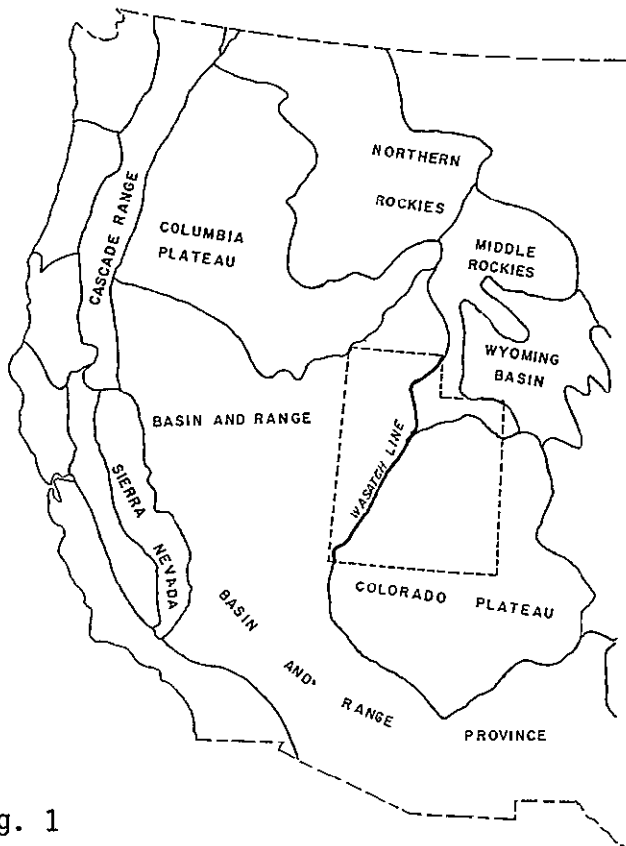 NORTHERN
ROCKIES
CASCADE RANGE
COLUMBIA
PLATEAU
MIDDLE
ROCKIES
WYOMING
BASIN
BASIN AND RANGE
WASATCH LINE
SIERRA
NEVADA
COLORADO PLATEAU
BASIN
AND
RANGE
PROVINCE
g. 1